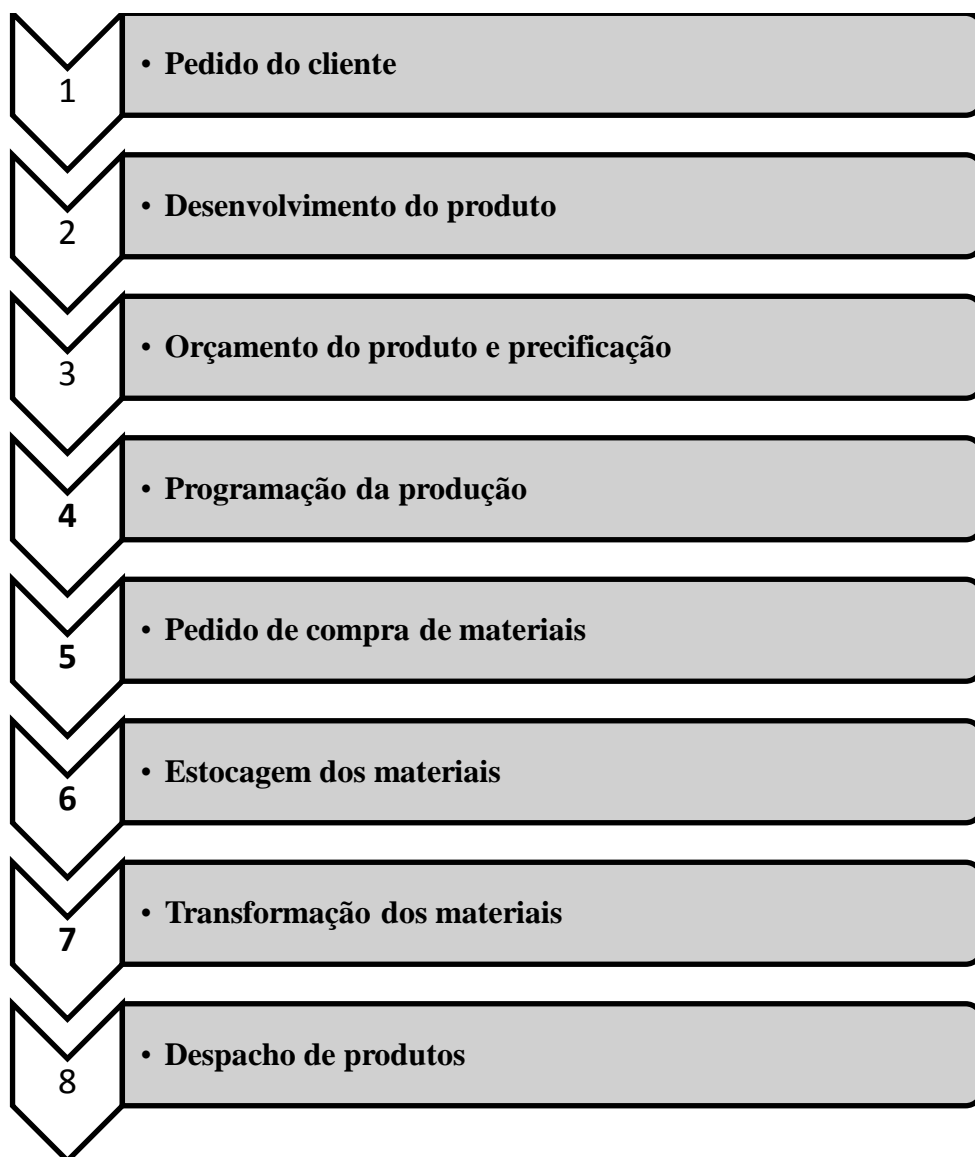 1
• Pedido do cliente
2
• Desenvolvimento do produto
3
• Orçamento do produto e precificação
4
• Programação da produção
5
• Pedido de compra de materiais
6
• Estocagem dos materiais
7
• Transformação dos materiais
8
• Despacho de produtos